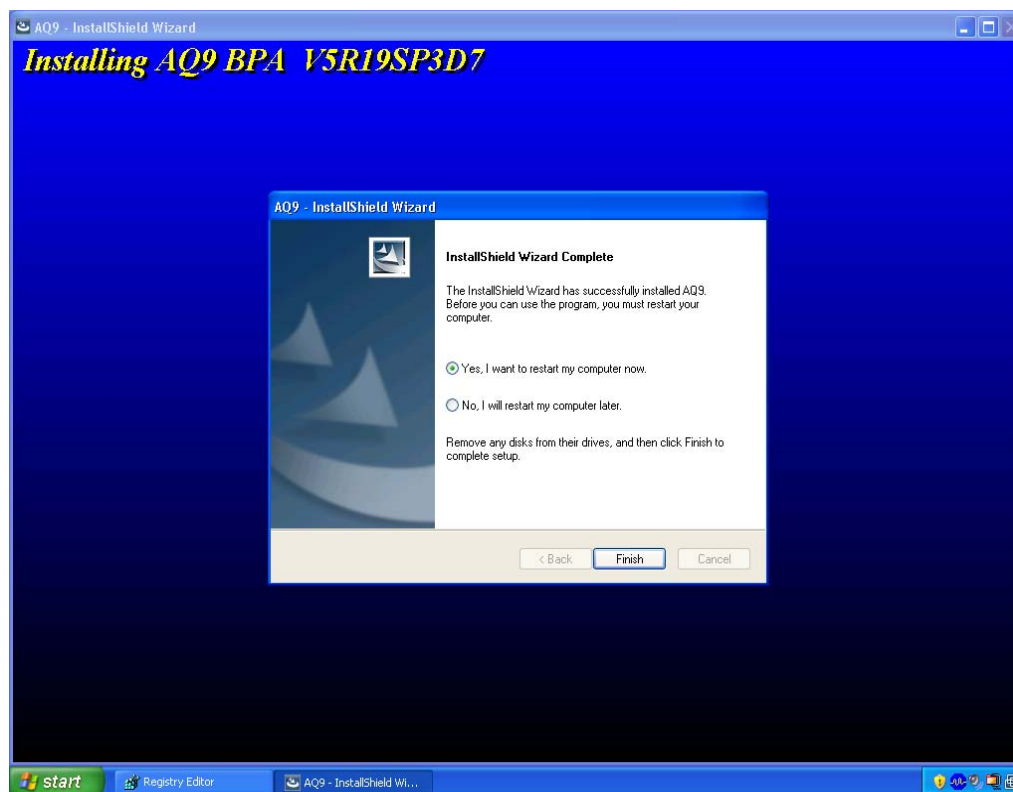 AQ9 - InstallShield Wizard
Installing AQ9 BPA V5R19SP3D7
AQ9 - InstallShield Wizard
InstallShield Wizard Complete
The InstallShield Wizard has successfully installed AQ9.
Before you can use the program, you must restart your
computer.
Yes, I want to restart my computer now.
No, I will restart my computer later.
Remove any disks from their drives, and then click Finish to
complete setup.
< Back
Finish
Cancel
start
Registry Editor
AQ9 - InstallShield Wi...